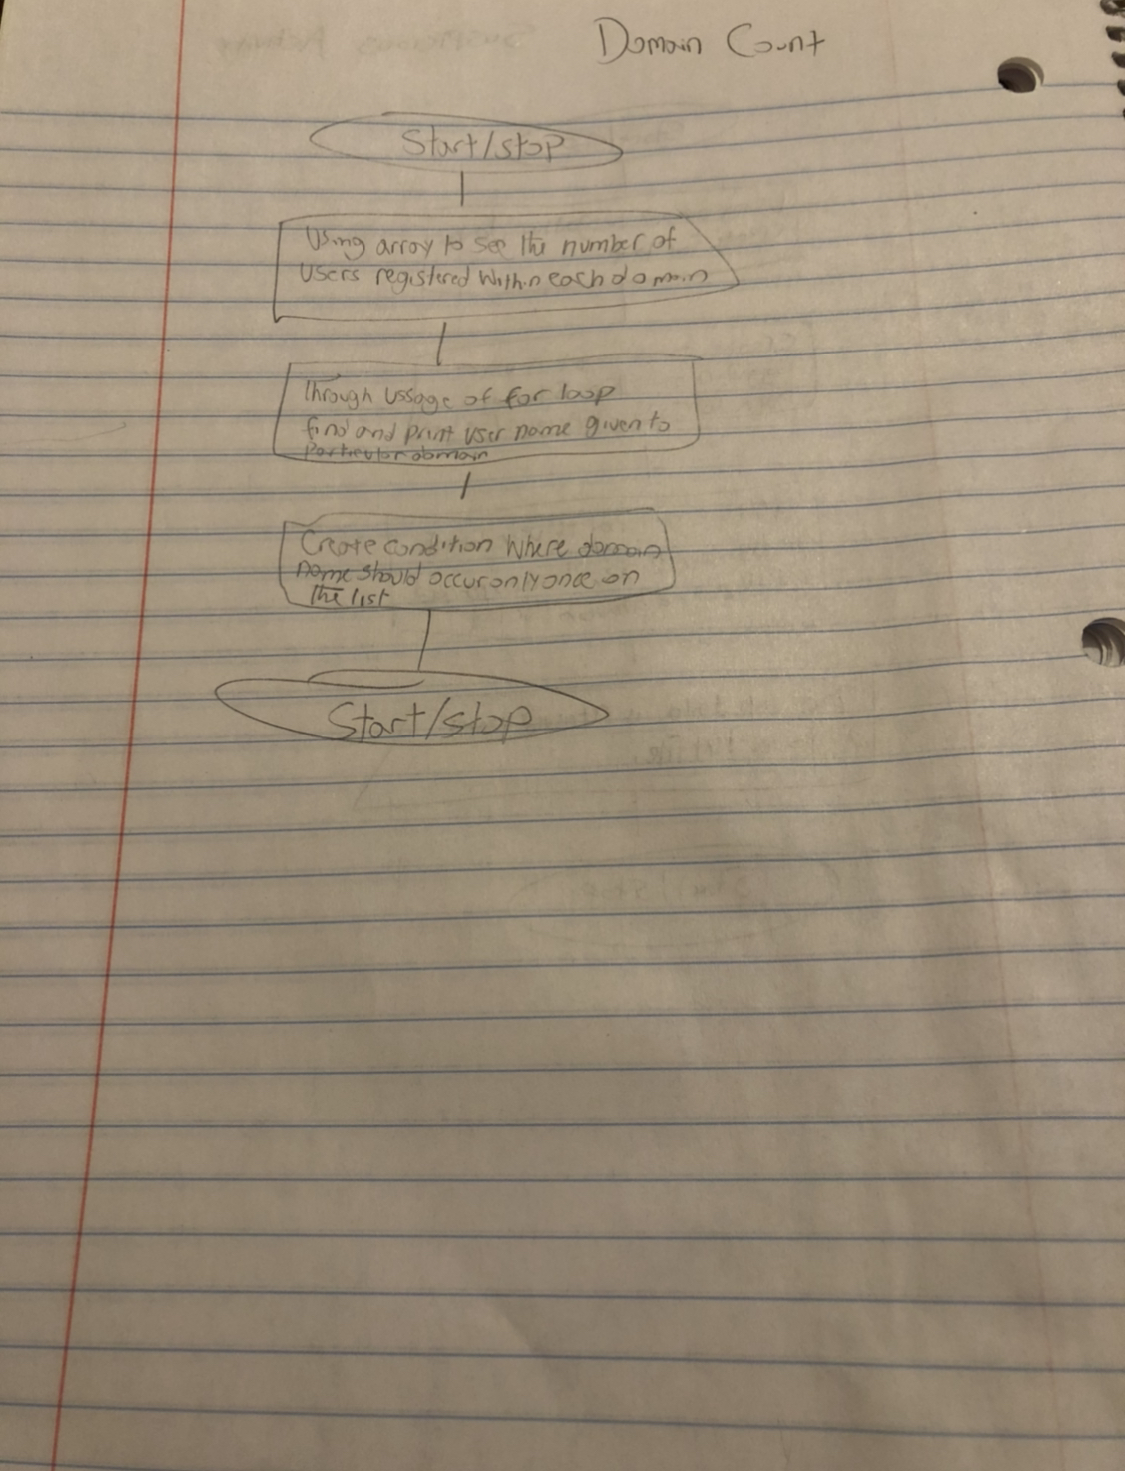 Domain Count
Start/stop
Using array to see the number of
users registered within each domain
Through ussage of for loop
find and print user name given to
Particular domain
Create condition where domain
name should occur only once on
the list
Start/stop